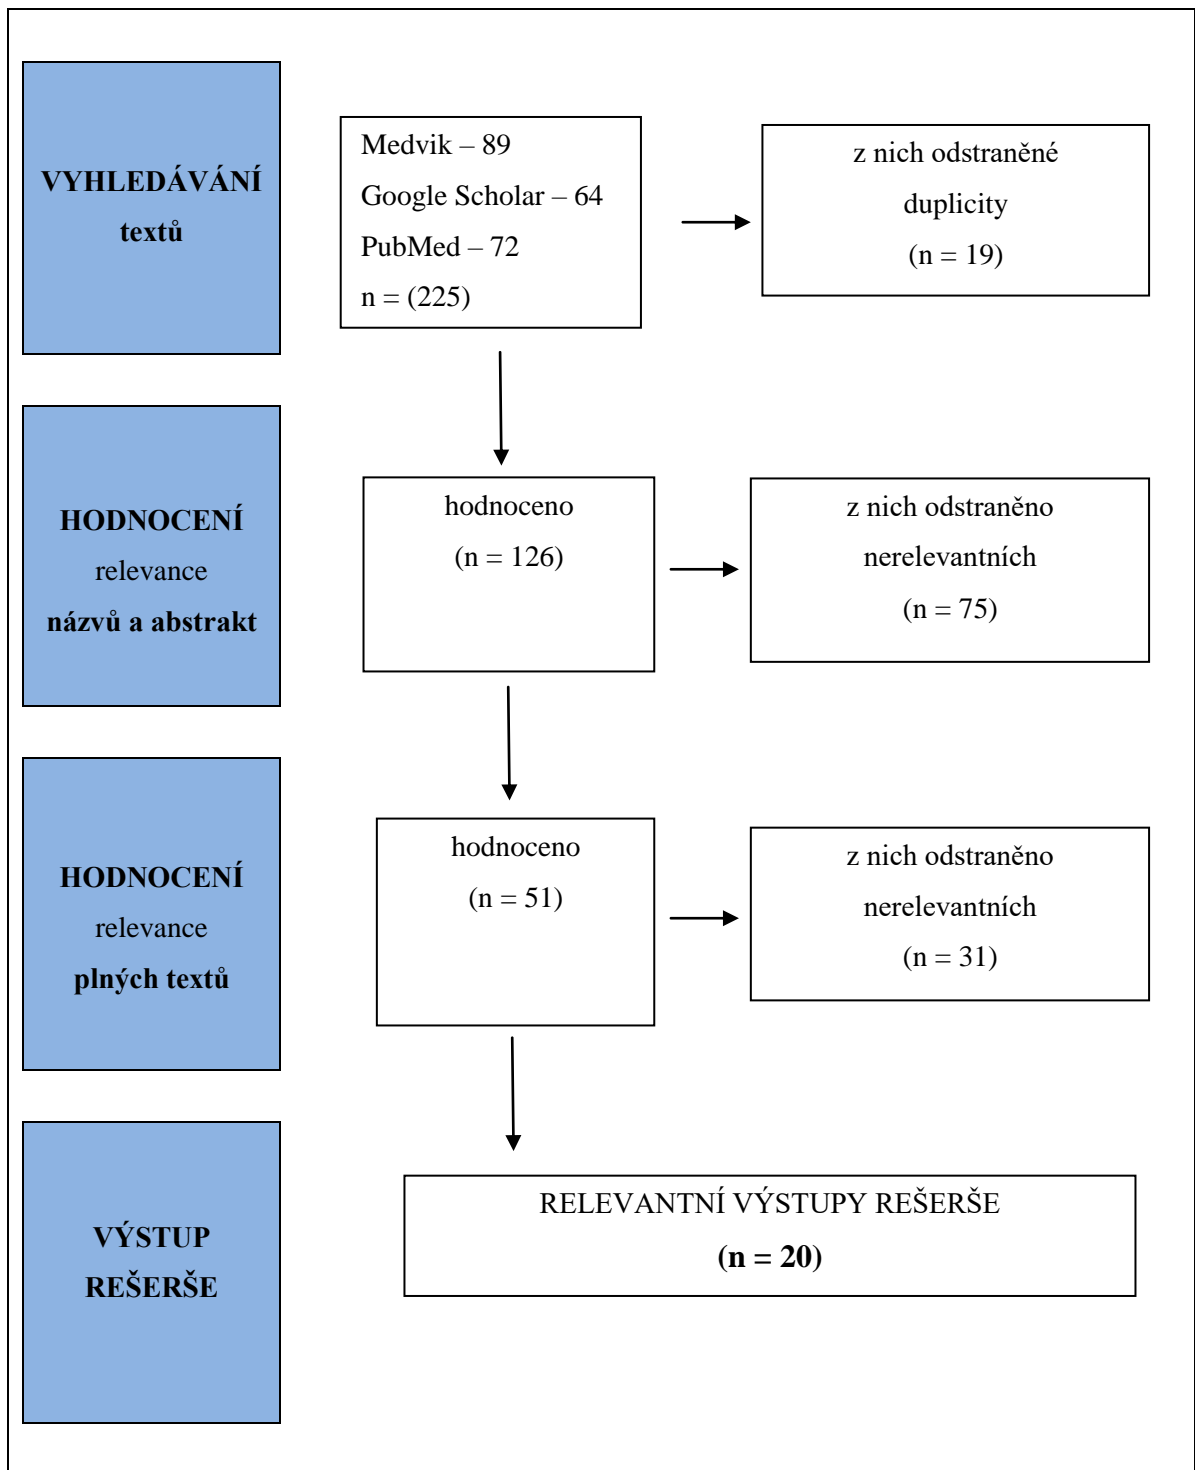 VYHLEDÁVÁNÍ
textů
Medvik – 89
Google Scholar – 64
PubMed – 72
n = (225)
z nich odstraněné
duplicity
(n = 19)
HODNOCENÍ
relevance
názvů a abstrakt
hodnoceno
(n = 126)
z nich odstraněno
nerelevantních
(n = 75)
HODNOCENÍ
relevance
plných textů
hodnoceno
(n = 51)
z nich odstraněno
nerelevantních
(n = 31)
VÝSTUP
REŠERŠE
RELEVANTNÍ VÝSTUPY REŠERŠE
(n = 20)